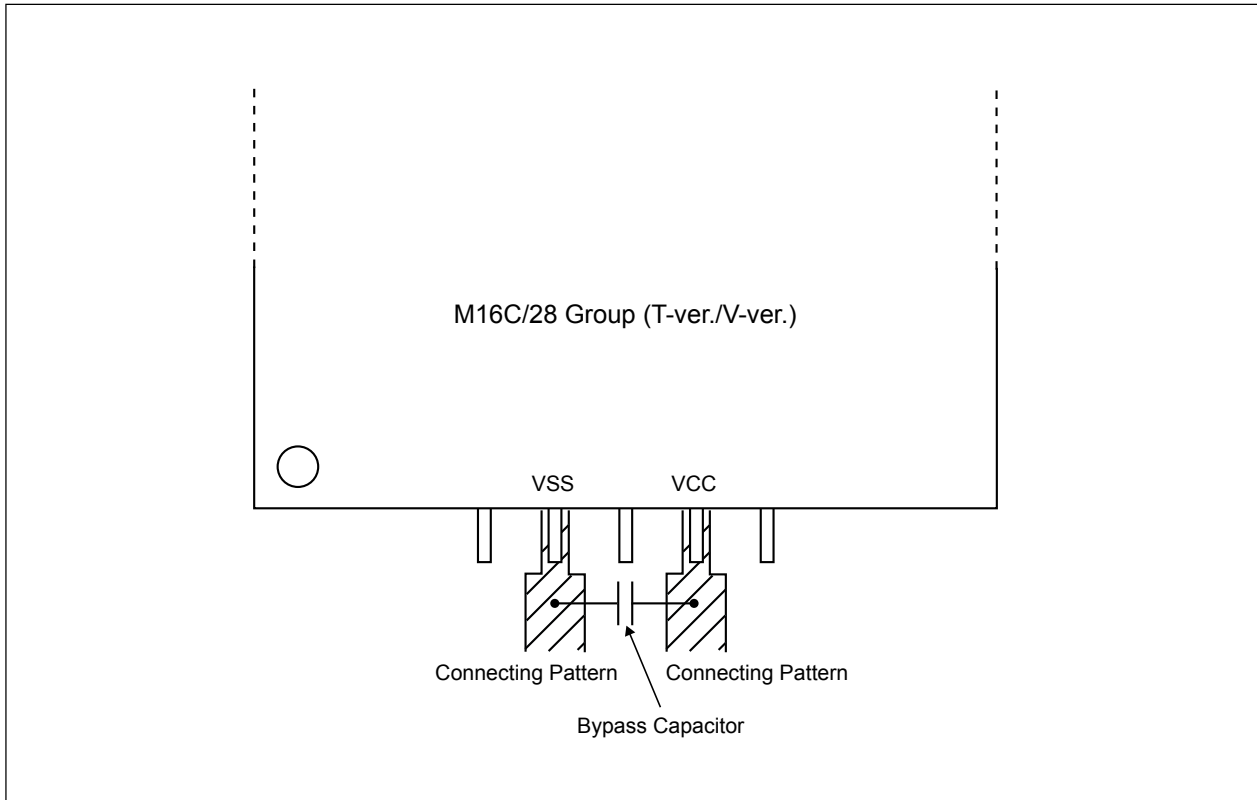 M16C/28 Group (T-ver./V-ver.)
VSS
VCC
Connecting Pattern
Connecting Pattern
Bypass Capacitor